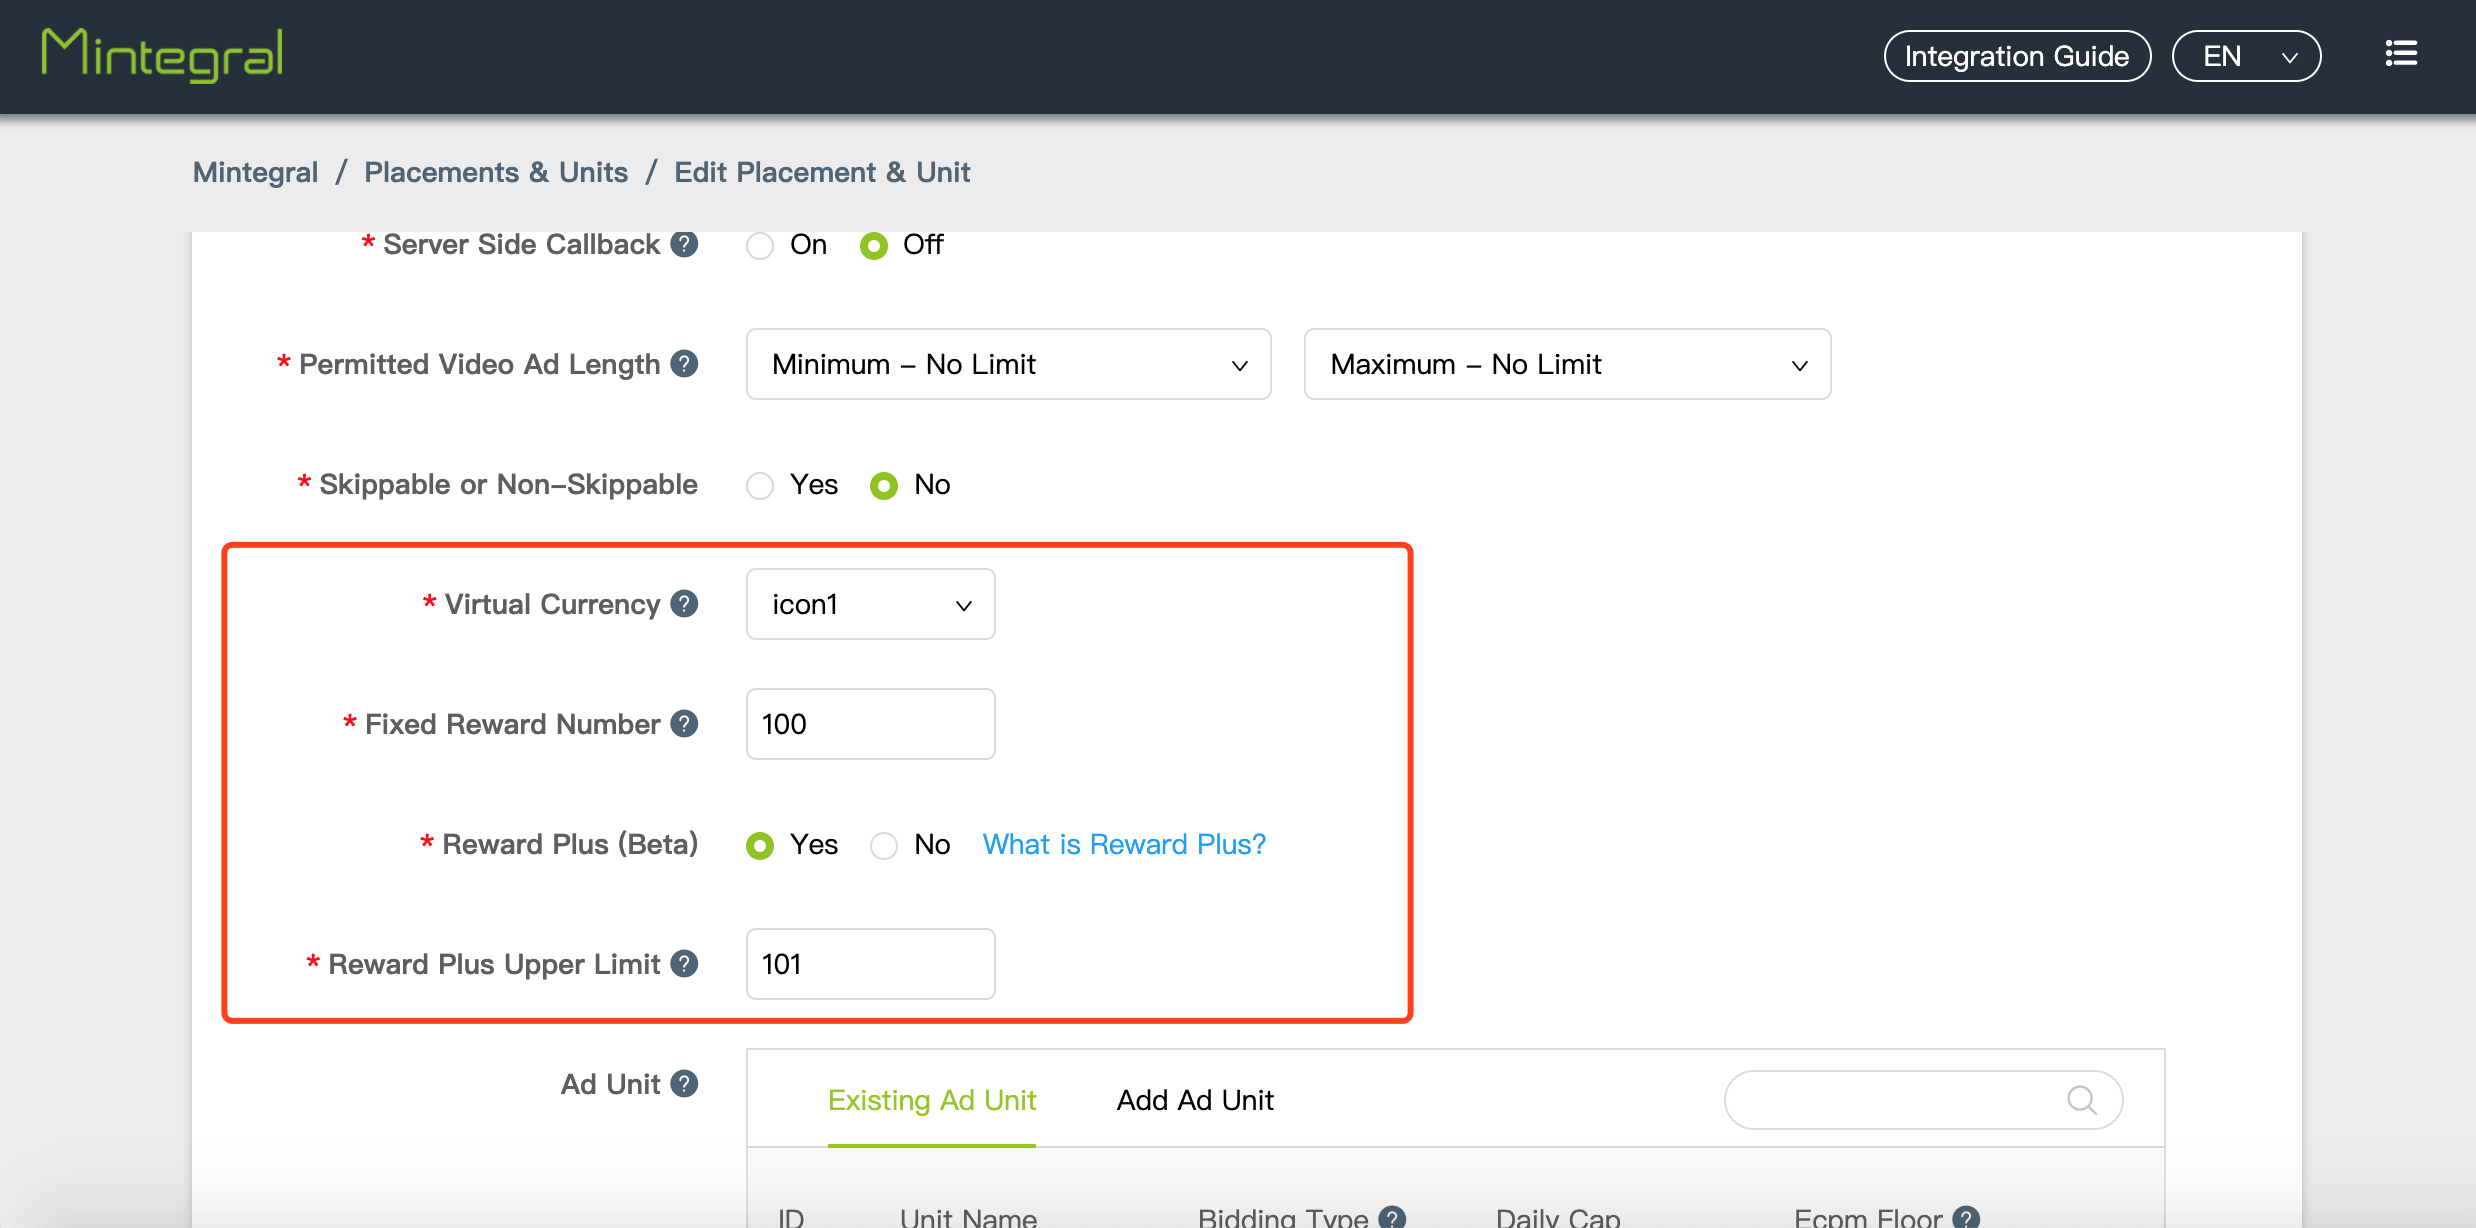 Mintegral
Integration Guide
EN
Mintegral / Placements & Units / Edit Placement & Unit
* Server Side Callback ? On Off
* Permitted Video Ad Length ? Minimum – No Limit Maximum – No Limit
* Skippable or Non–Skippable Yes No
* Virtual Currency ? icon1
* Fixed Reward Number ? 100
* Reward Plus (Beta) Yes No What is Reward Plus?
* Reward Plus Upper Limit ? 101
Ad Unit ? Existing Ad Unit Add Ad Unit
ID Unit Name Bidding Type ? Daily Cap Ecpm Floor ?